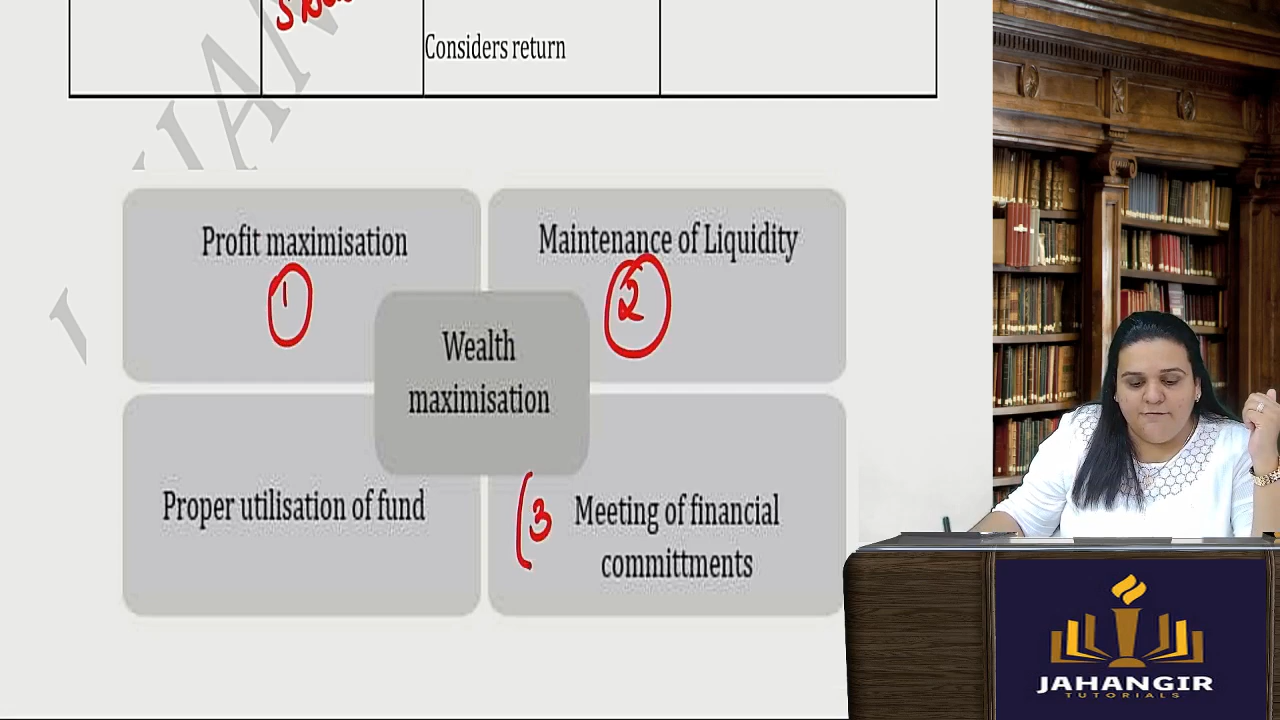 Considers return
Profit maximisation
1
Maintenance of Liquidity
2
Wealth
maximisation
Proper utilisation of fund
3
Meeting of financial
committments
JAHANGIR
TUTORIALS